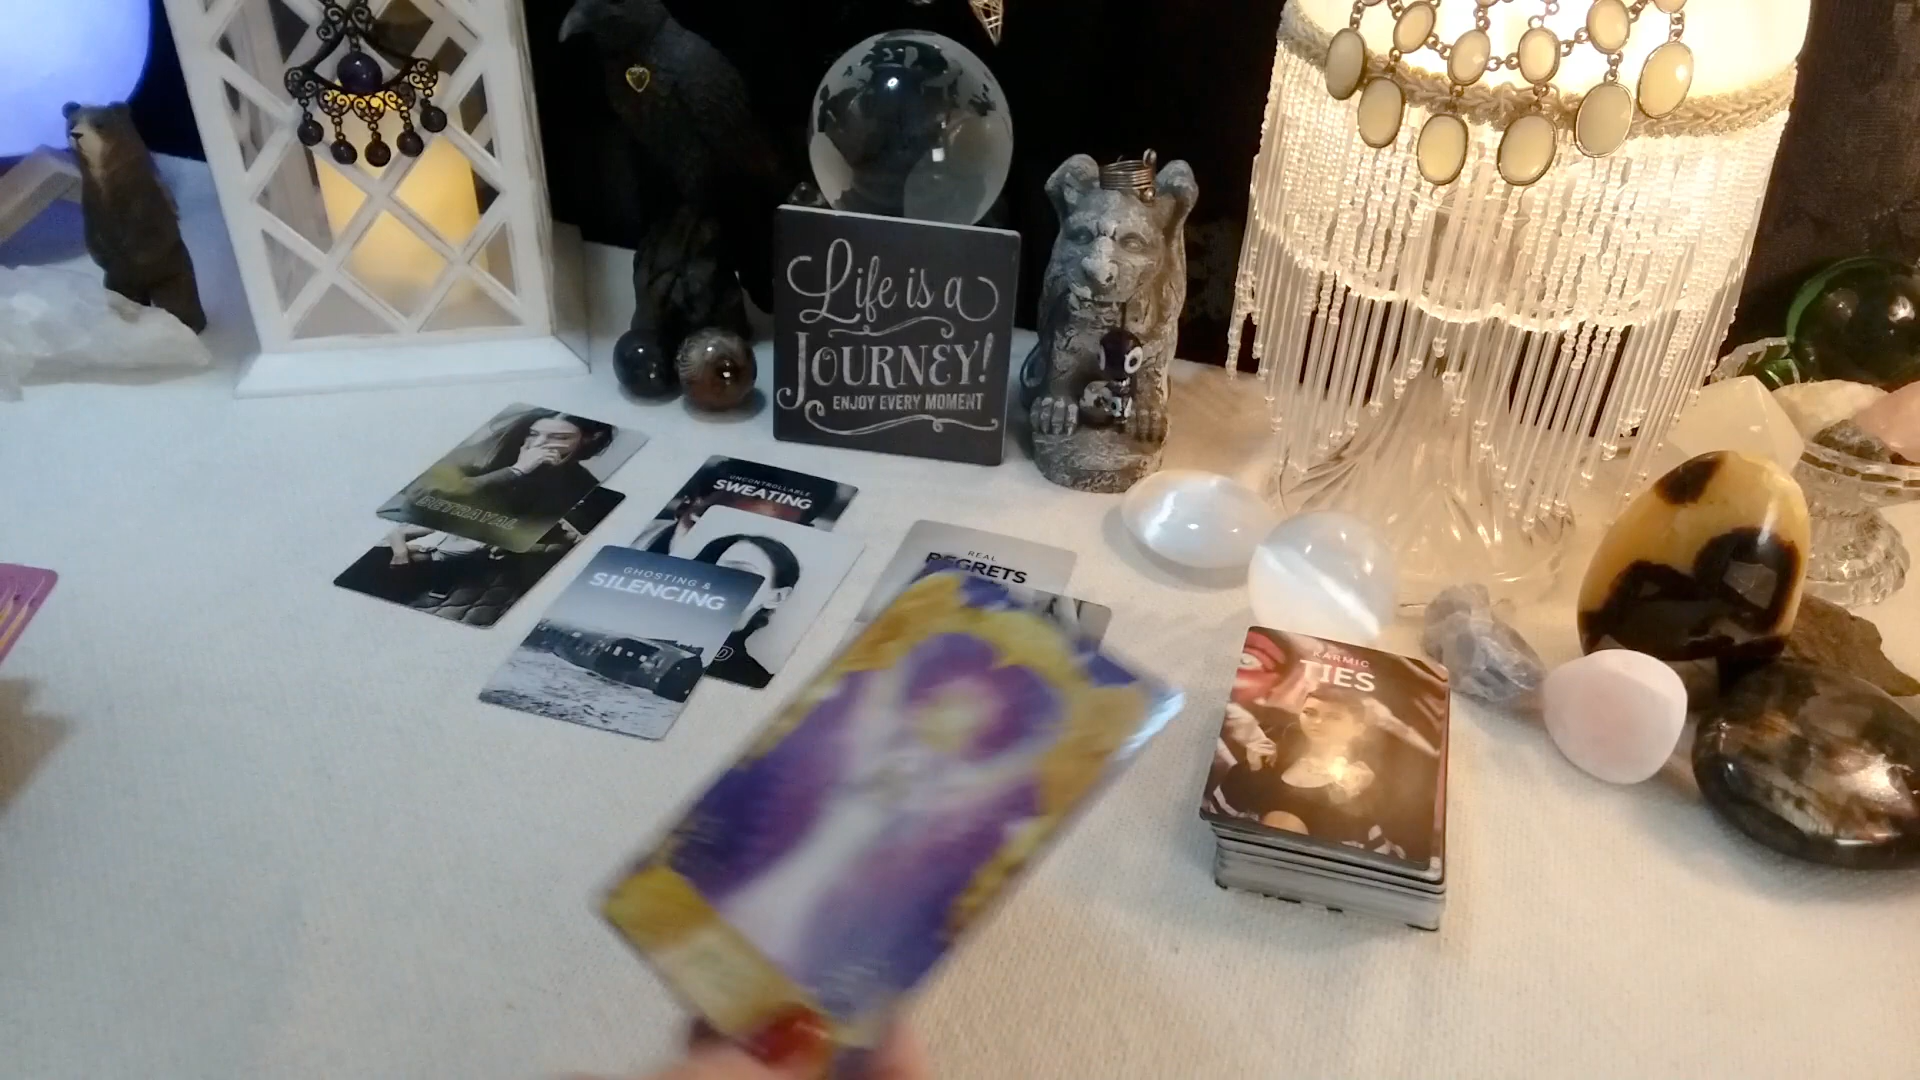 Life is a
JOURNEY!
ENJOY EVERY MOMENT
BETRAYAL
UNCONTROLLABLE
SWEATING
GHOSTING &
SILENCING
REAL
REGRETS
KARMIC
TIES